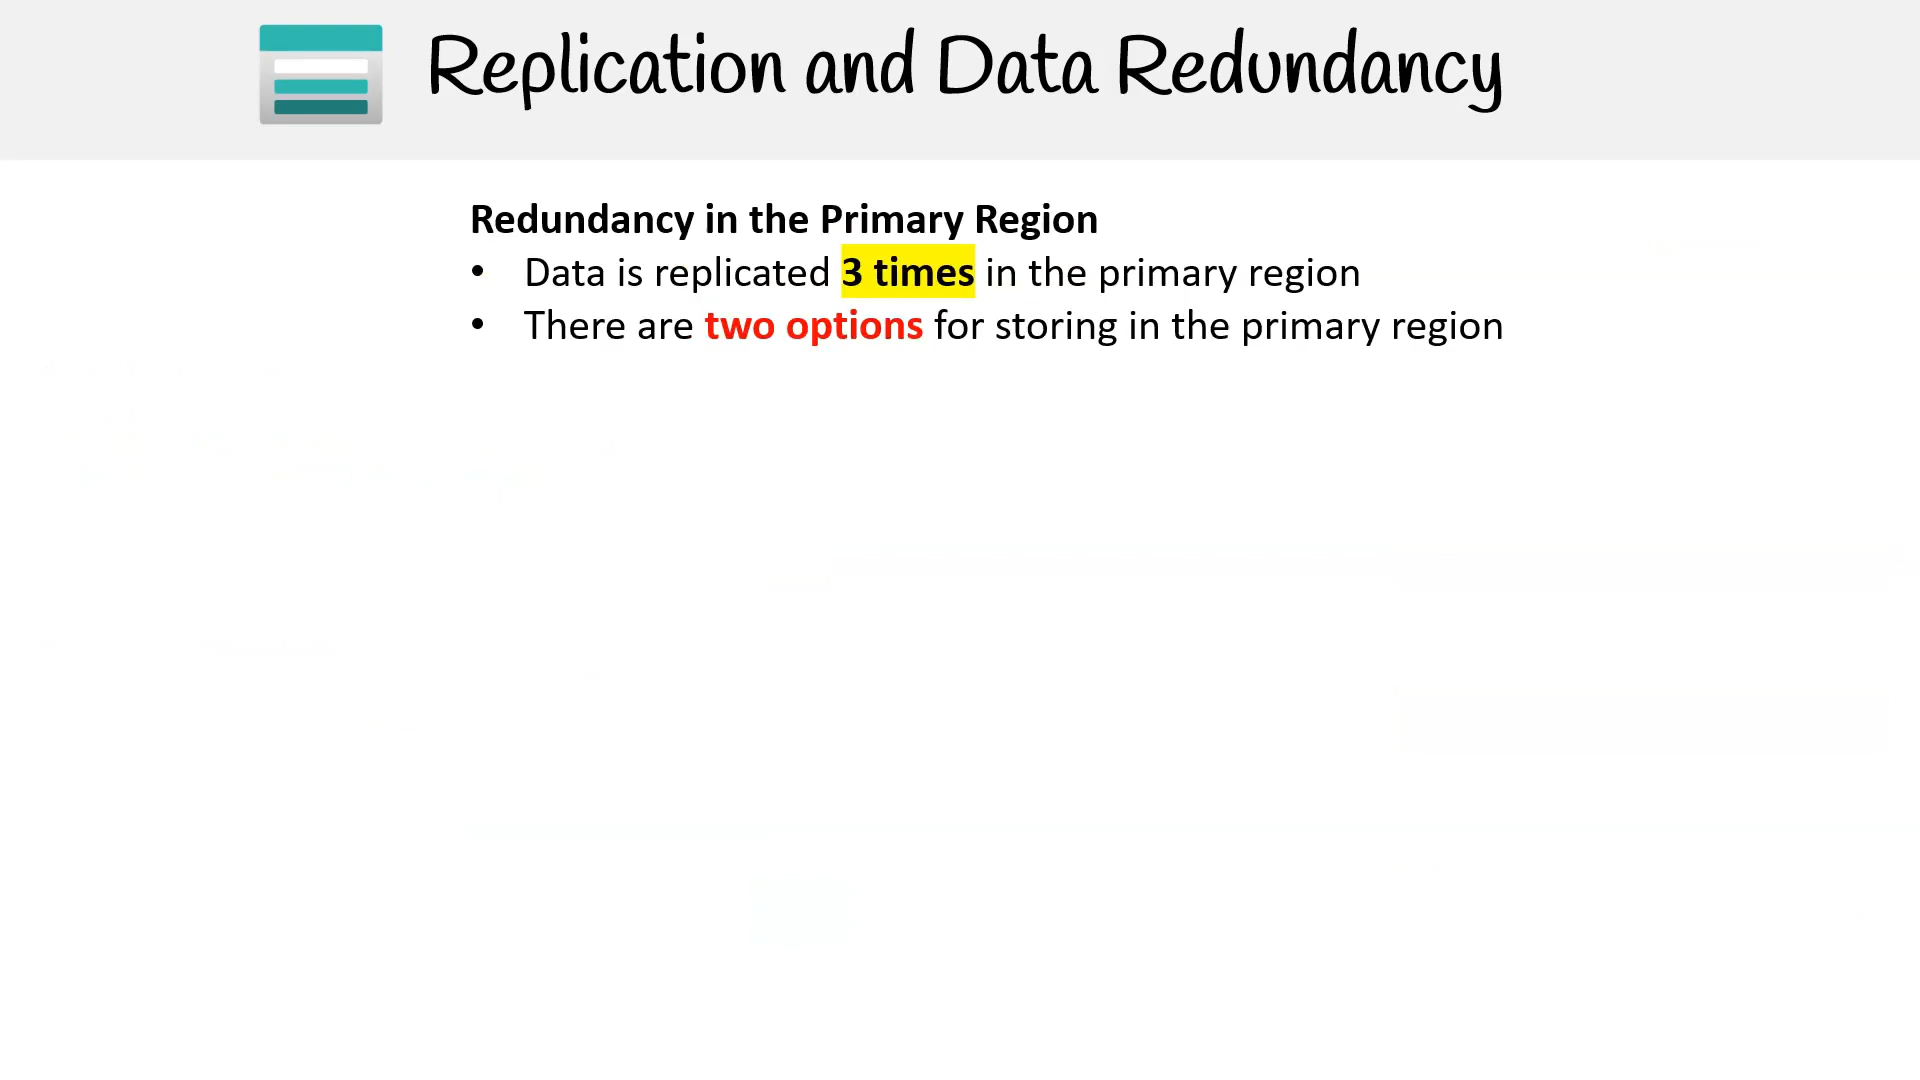 Replication and Data Redundancy
Redundancy in the Primary Region
• Data is replicated 3 times in the primary region
• There are two options for storing in the primary region